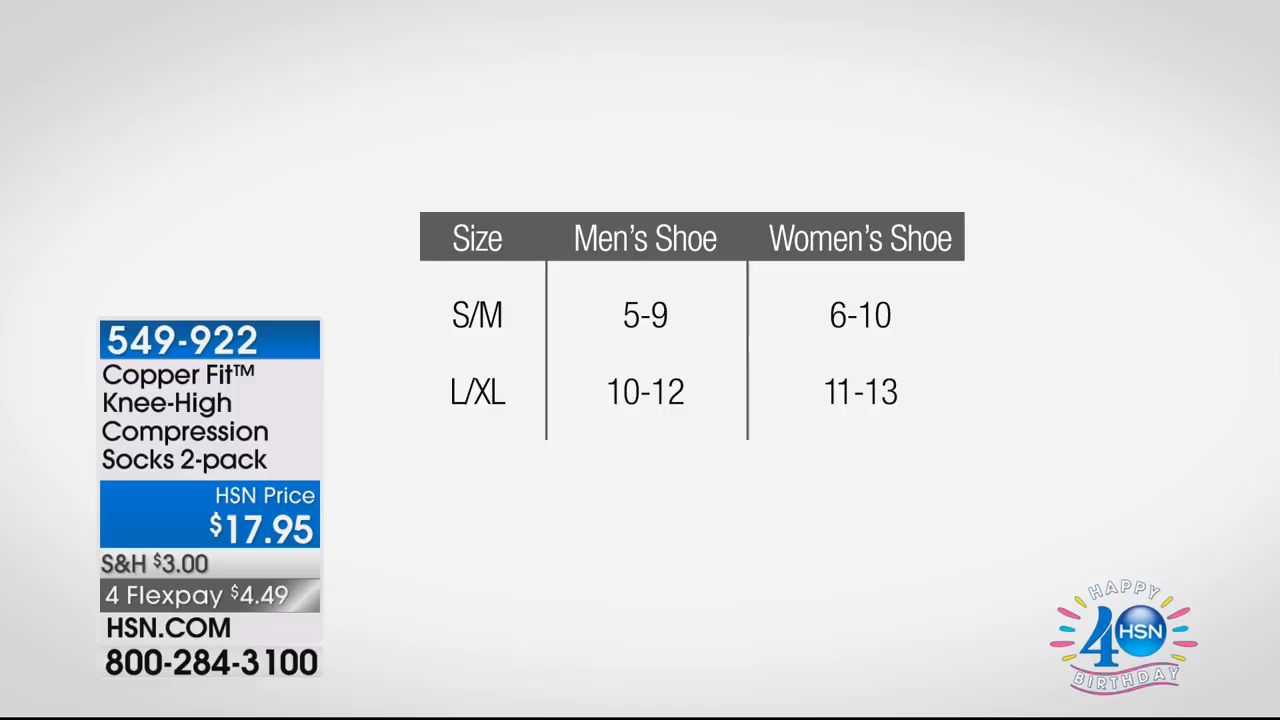 Size Men's Shoe Women's Shoe
S/M 5-9 6-10
L/XL 10-12 11-13
549-922
Copper Fit™
Knee-High
Compression
Socks 2-pack
HSN Price
$17.95
S&H $3.00
4 Flexpay $4.49
HSN.COM
800-284-3100
HAPPY
40 HSN
BIRTHDAY